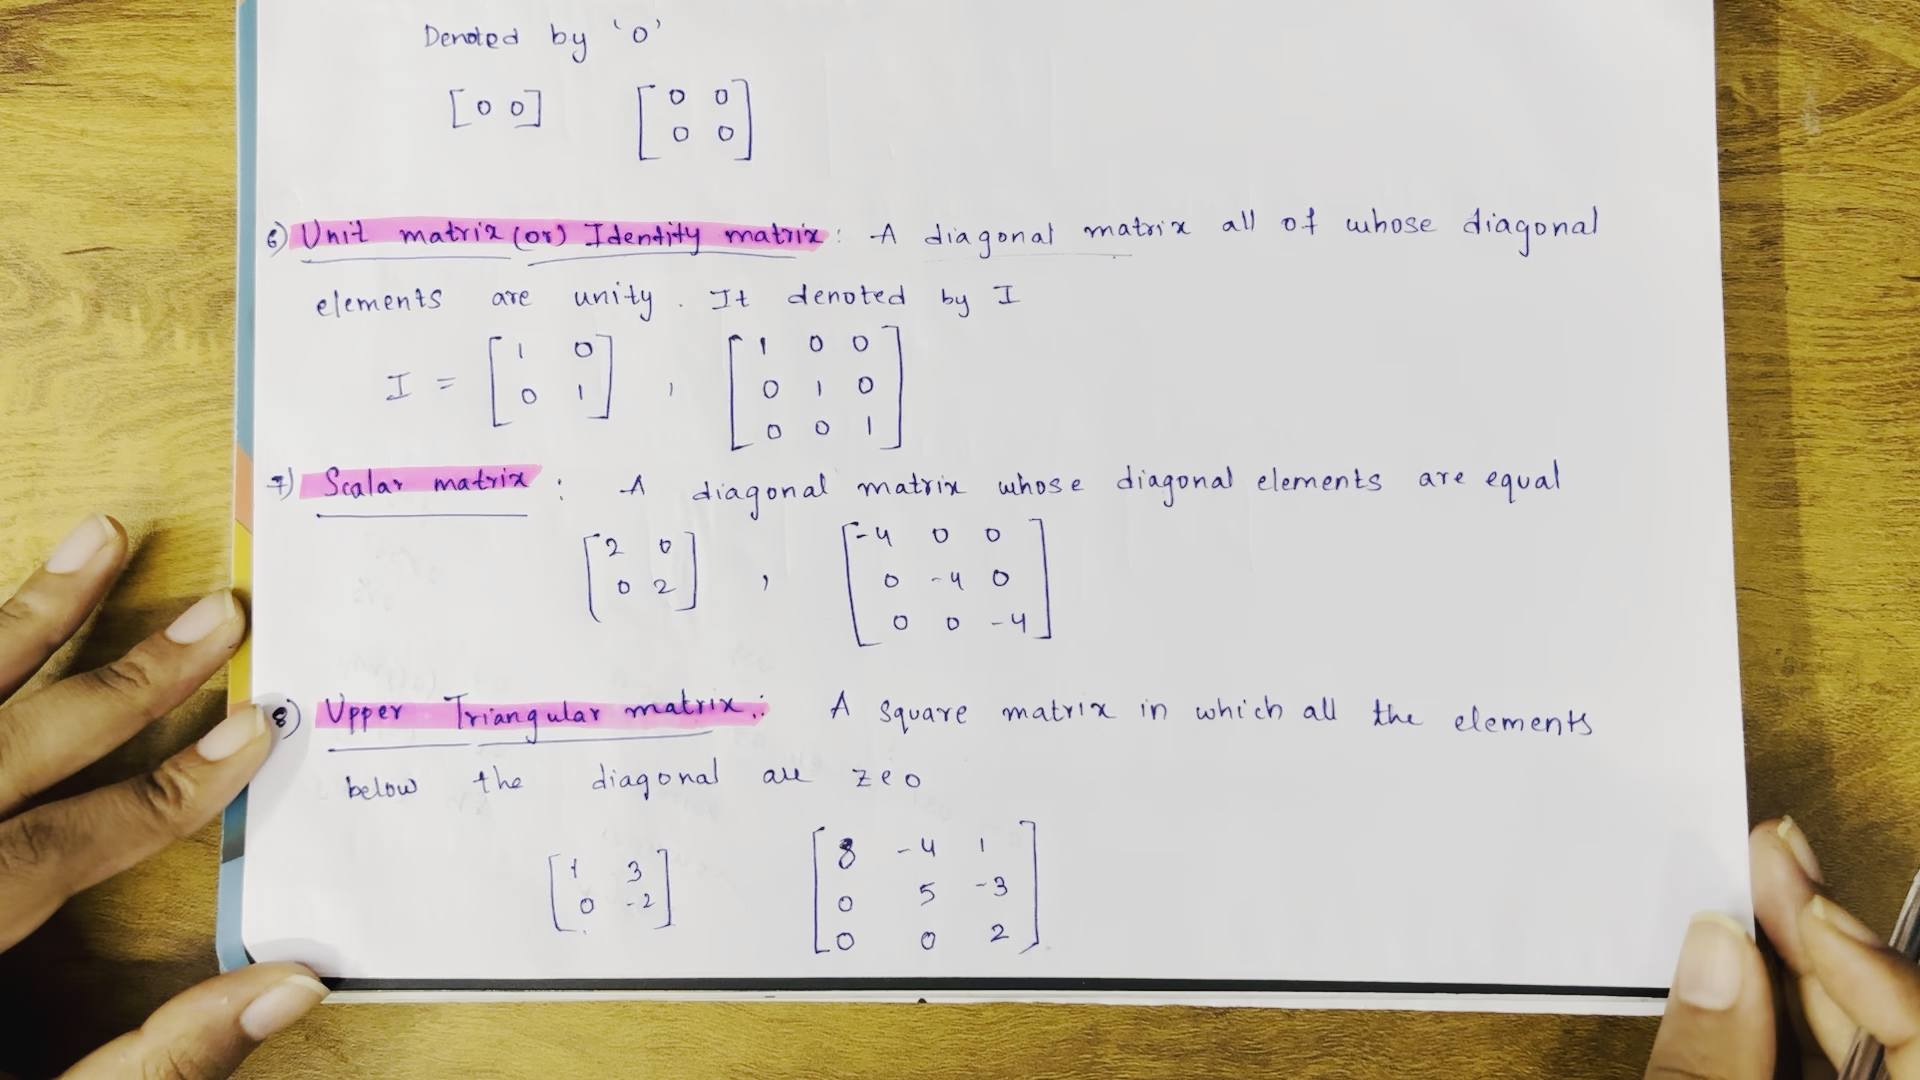 Denoted by 'O'
[0 0] [0 0
0 0]
6) Unit matrix (or) Identity matrix : A diagonal matrix all of whose diagonal
elements are unity. It denoted by I
I = [1 0
0 1] , [1 0 0
0 1 0
0 0 1]
7) Scalar matrix : A diagonal matrix whose diagonal elements are equal
[2 0
0 2] , [-4 0 0
0 -4 0
0 0 -4]
8) Upper Triangular matrix : A square matrix in which all the elements
below the diagonal are zeo
[1 3
0 -2] [8 -4 1
0 5 -3
0 0 2]